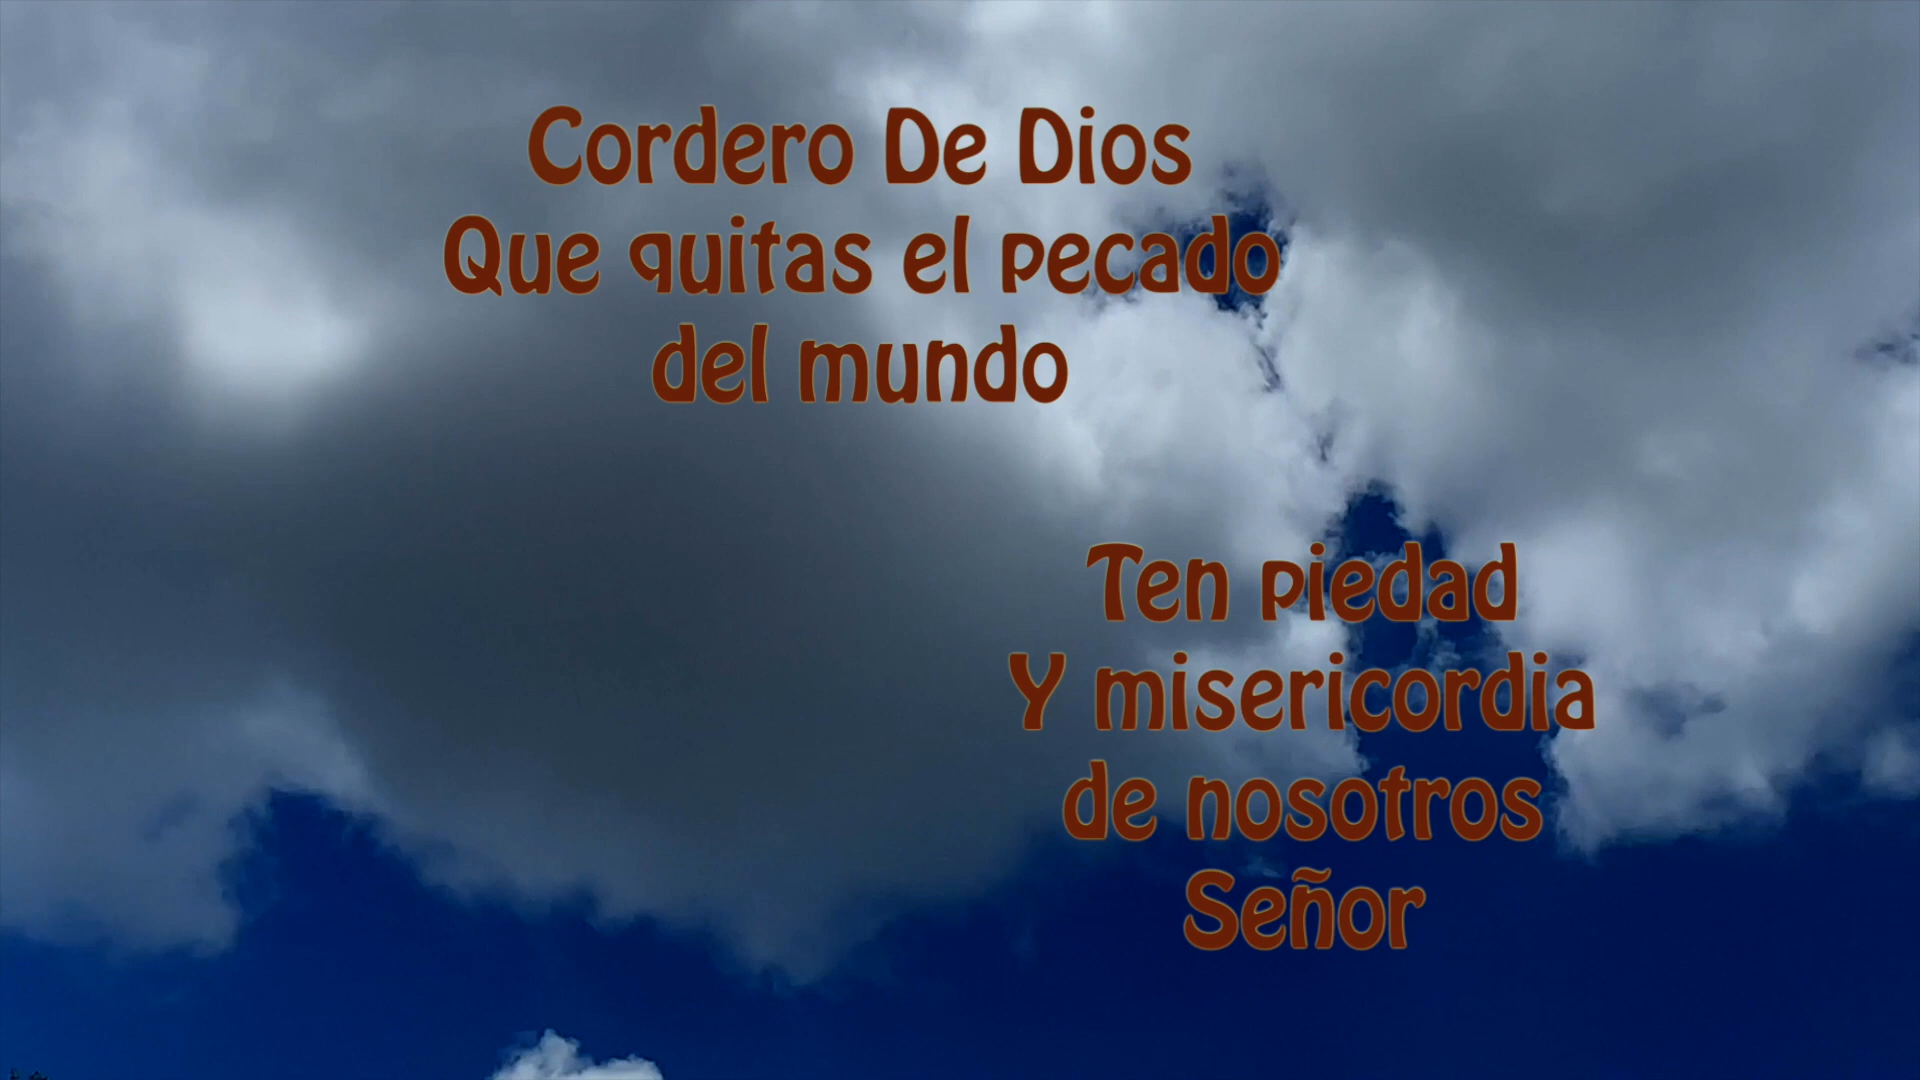 Cordero De Dios
Que quitas el pecado
del mundo
Ten piedad
Y misericordia
de nosotros
Señor